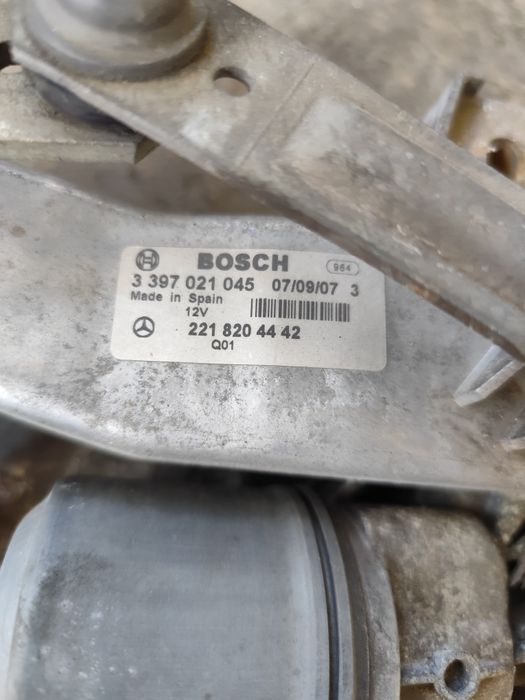 BOSCH 964
3 397 021 045 07/09/07 3
Made in Spain
12V
221 820 44 42
Q01